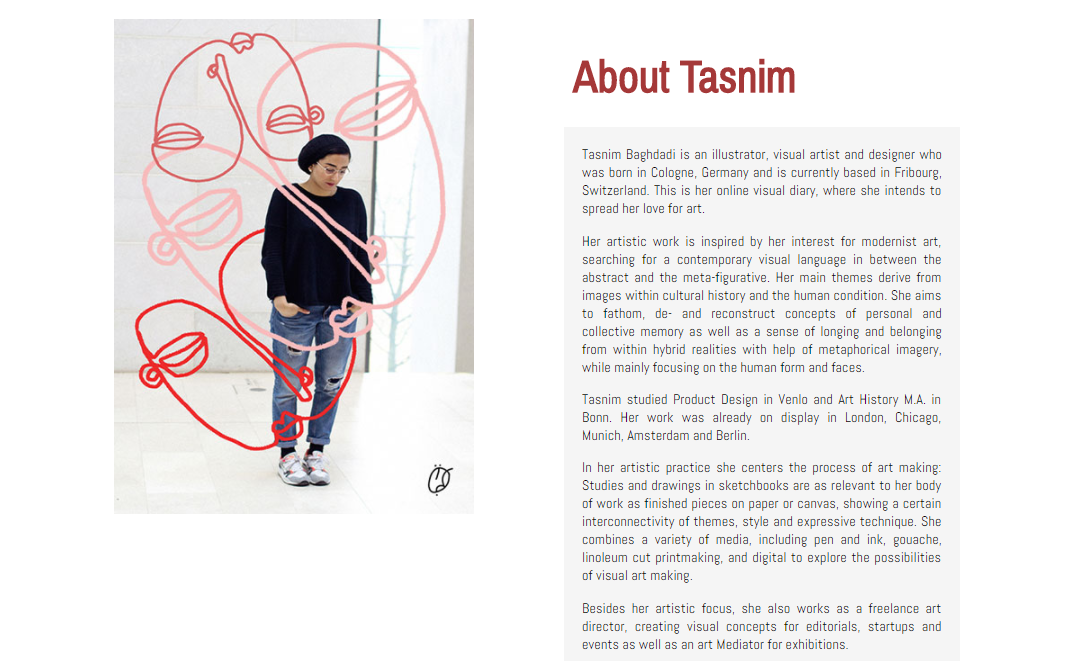 About Tasnim
Tasnim Baghdadi is an illustrator, visual artist and designer who
was born in Cologne, Germany and is currently based in Fribourg,
Switzerland. This is her online visual diary, where she intends to
spread her love for art.
Her artistic work is inspired by her interest for modernist art,
searching for a contemporary visual language in between the
abstract and the meta-figurative. Her main themes derive from
images within cultural history and the human condition. She aims
to fathom, de- and reconstruct concepts of personal and
collective memory as well as a sense of longing and belonging
from within hybrid realities with help of metaphorical imagery,
while mainly focusing on the human form and faces.
Tasnim studied Product Design in Venlo and Art History M.A. in
Bonn. Her work was already on display in London, Chicago,
Munich, Amsterdam and Berlin.
In her artistic practice she centers the process of art making:
Studies and drawings in sketchbooks are as relevant to her body
of work as finished pieces on paper or canvas, showing a certain
interconnectivity of themes, style and expressive technique. She
combines a variety of media, including pen and ink, gouache,
linoleum cut printmaking, and digital to explore the possibilities
of visual art making.
Besides her artistic focus, she also works as a freelance art
director, creating visual concepts for editorials, startups and
events as well as an art Mediator for exhibitions.